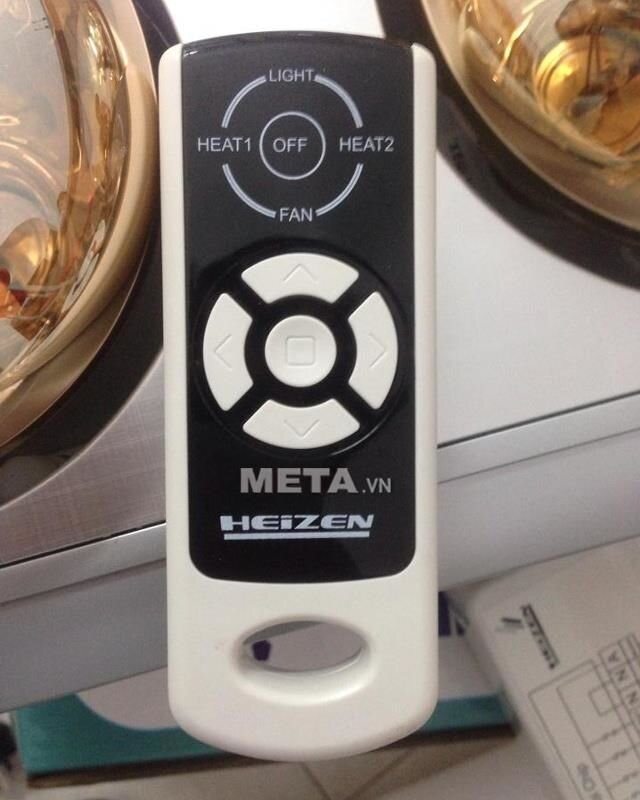 LIGHT
HEAT1 OFF HEAT2
FAN
META.VN
HEiZEN